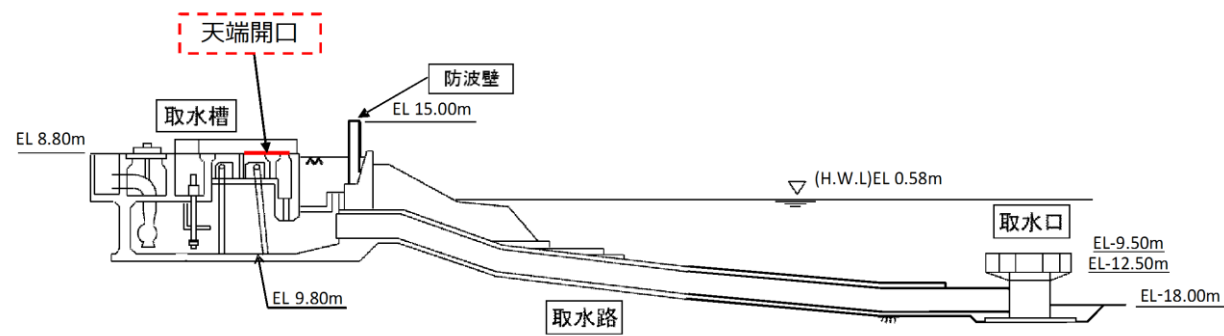 天端開口
防波壁
取水槽
EL 15.00m
EL 8.80m
(H.W.L)EL 0.58m
取水口
EL-9.50m
EL-12.50m
EL 9.80m
EL-18.00m
取水路